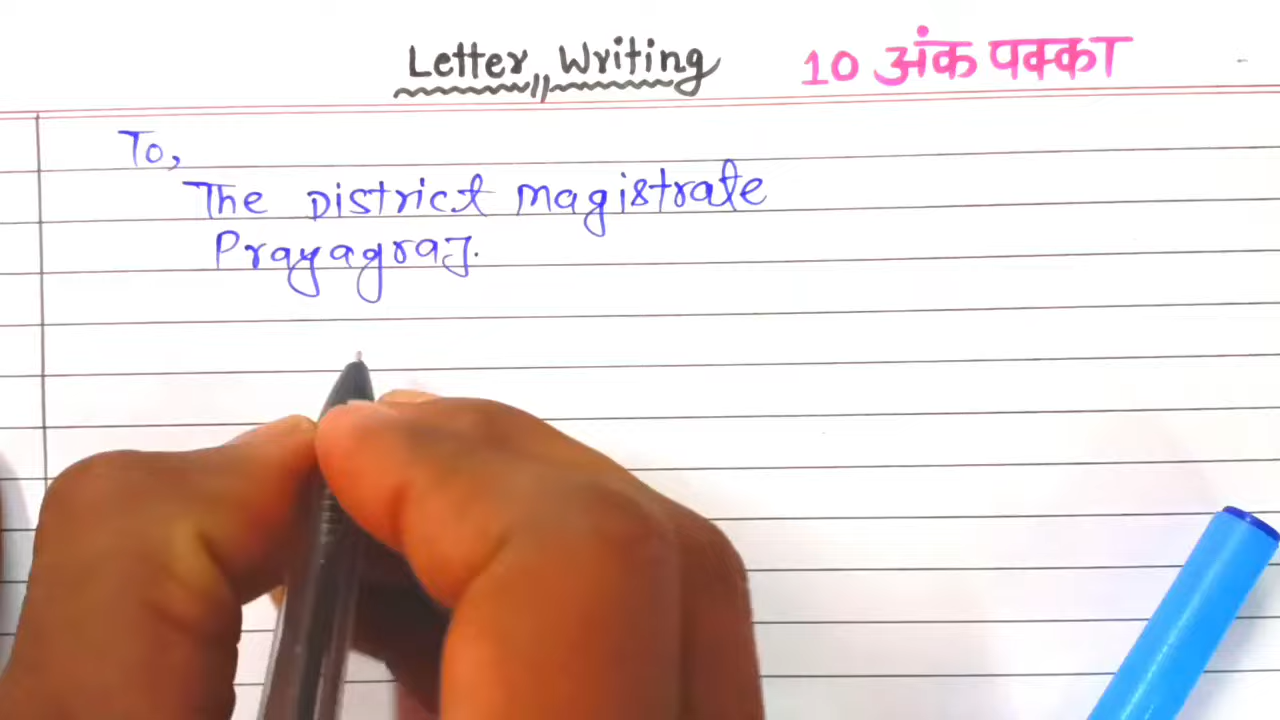 Letter Writing 10 अंक पक्का
To,
The District magistrate
Prayagraj.